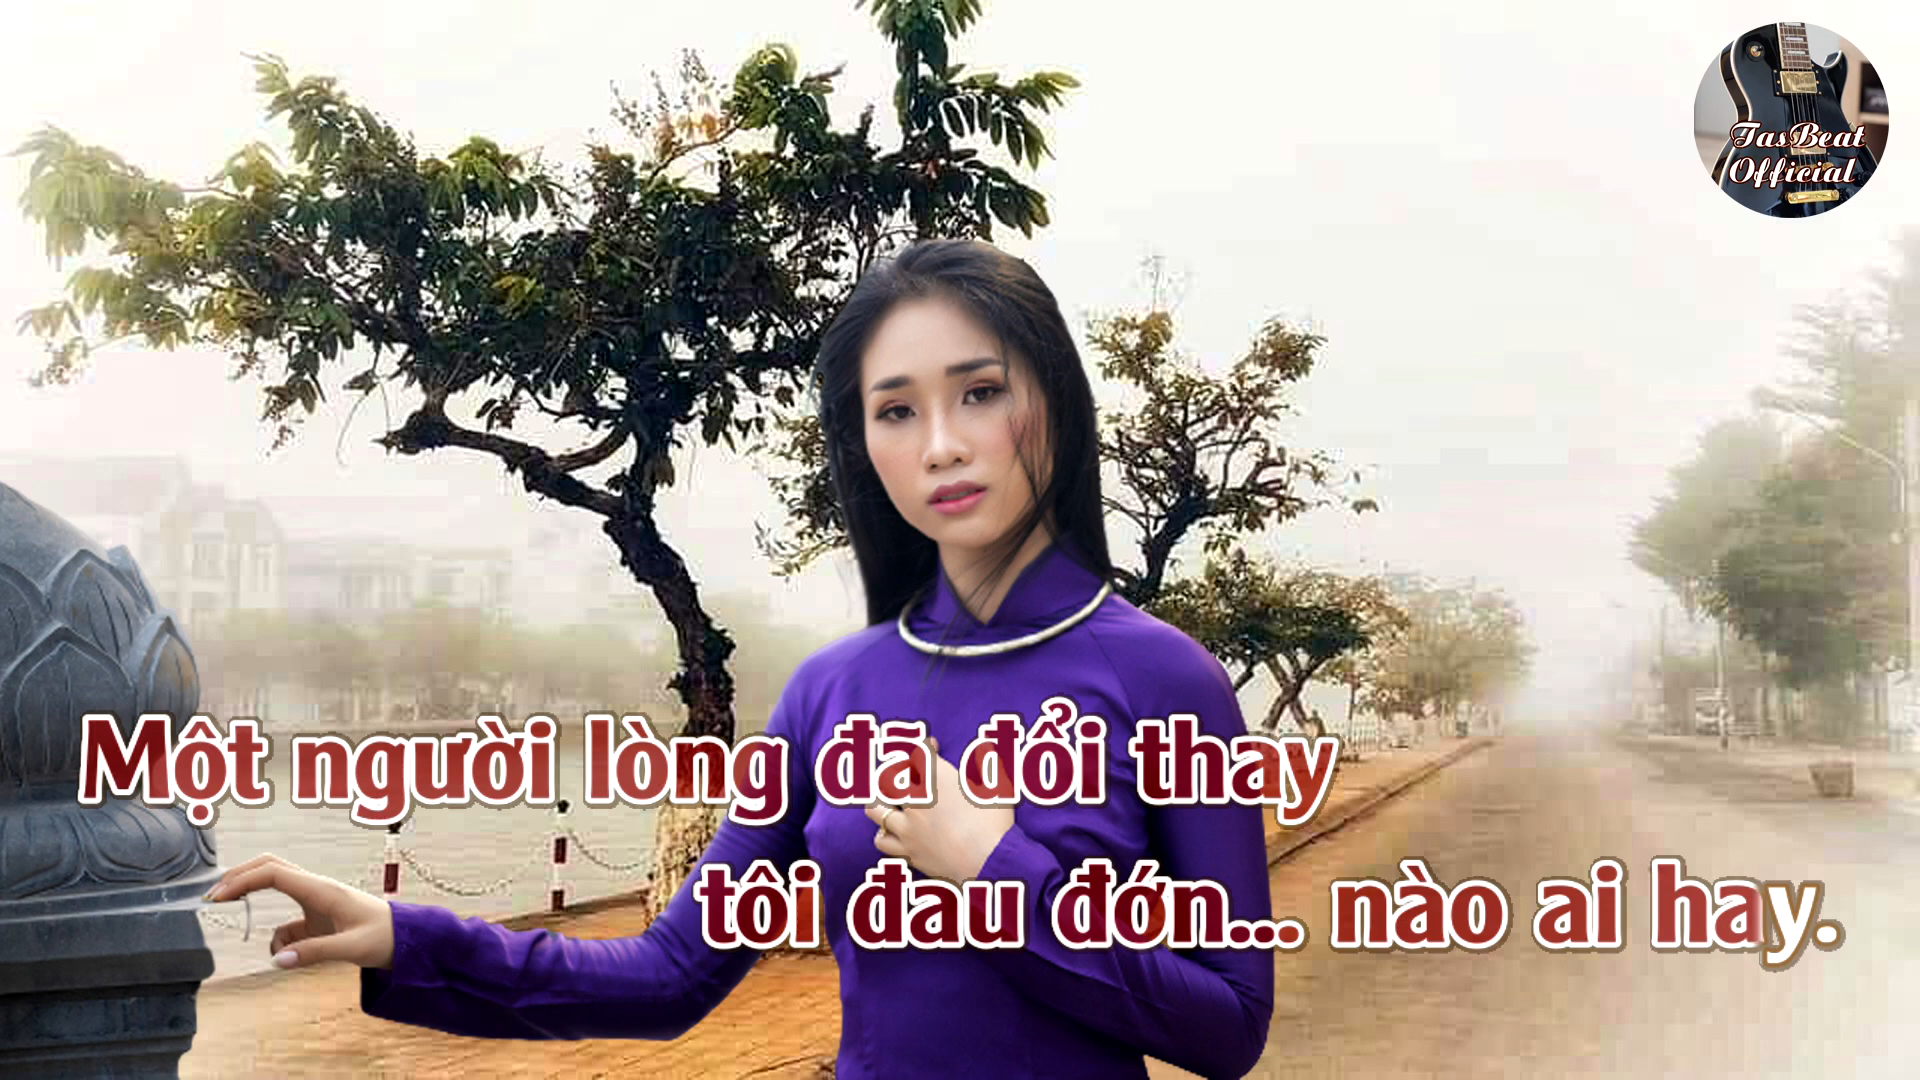 TasBeat
Official
Một người lòng đã đổi thay
tôi đau đớn... nào ai hay.